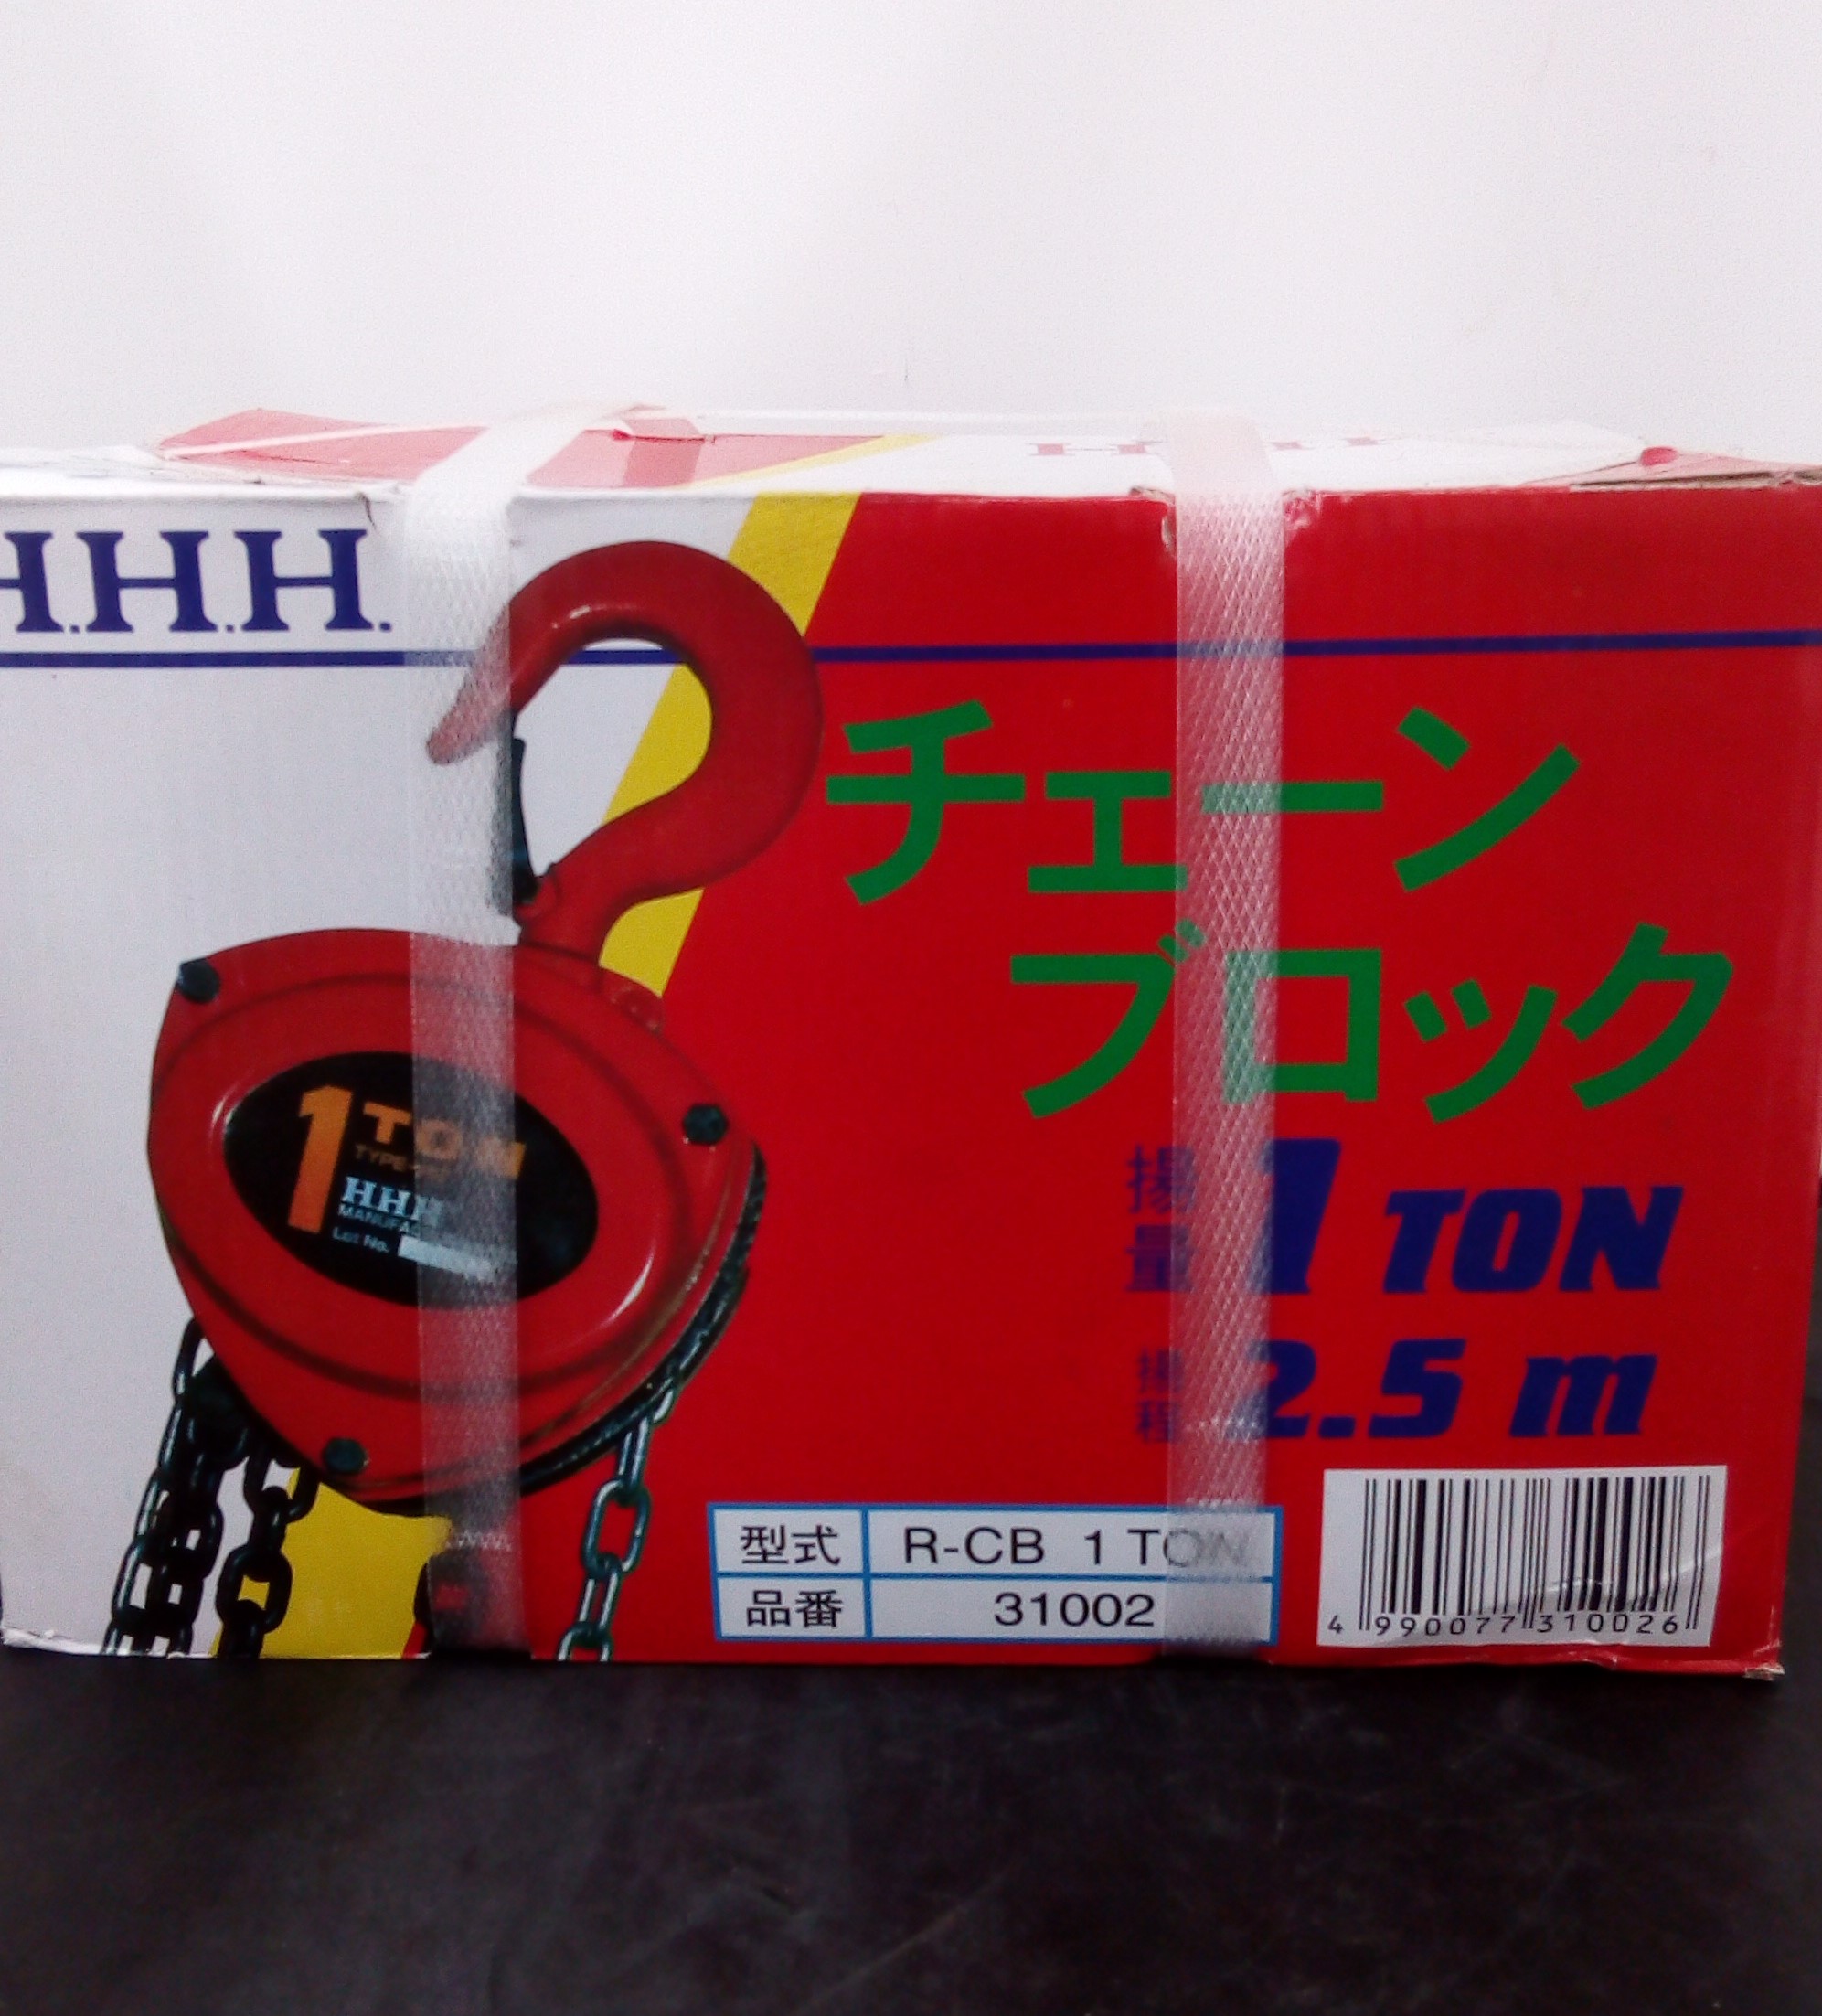 H.H.H.
チェーン
ブロック
1 TON
HHH
Lot No.
揚量 1 TON
揚程 2.5 m
型式 R-CB 1 TON
品番 31002
4 990077 310026